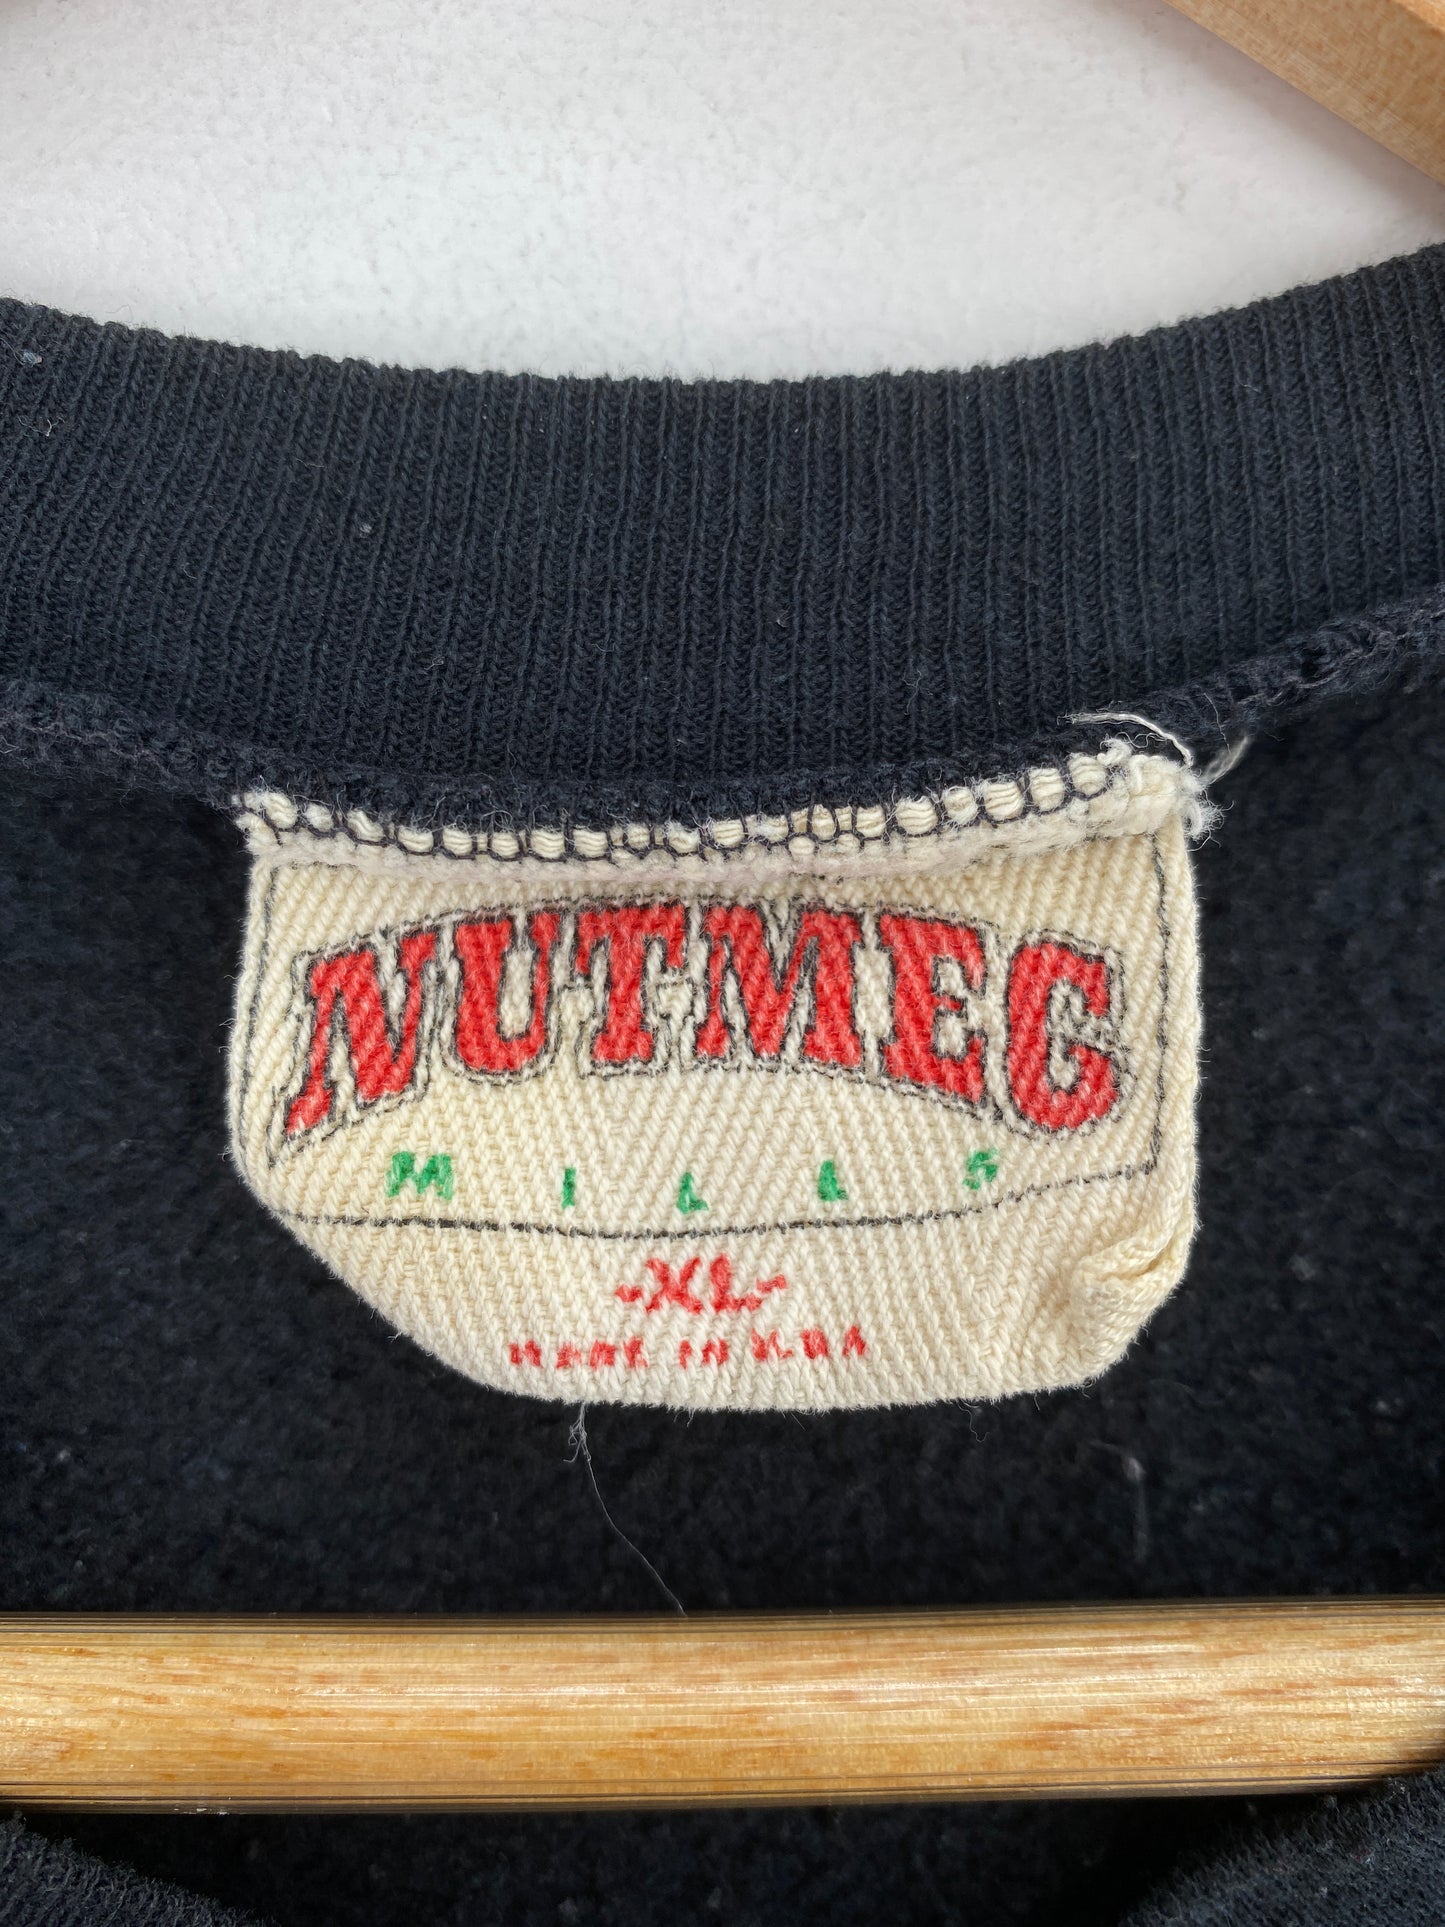 NUTMEG
MILLS
-XL-
MADE IN U.S.A